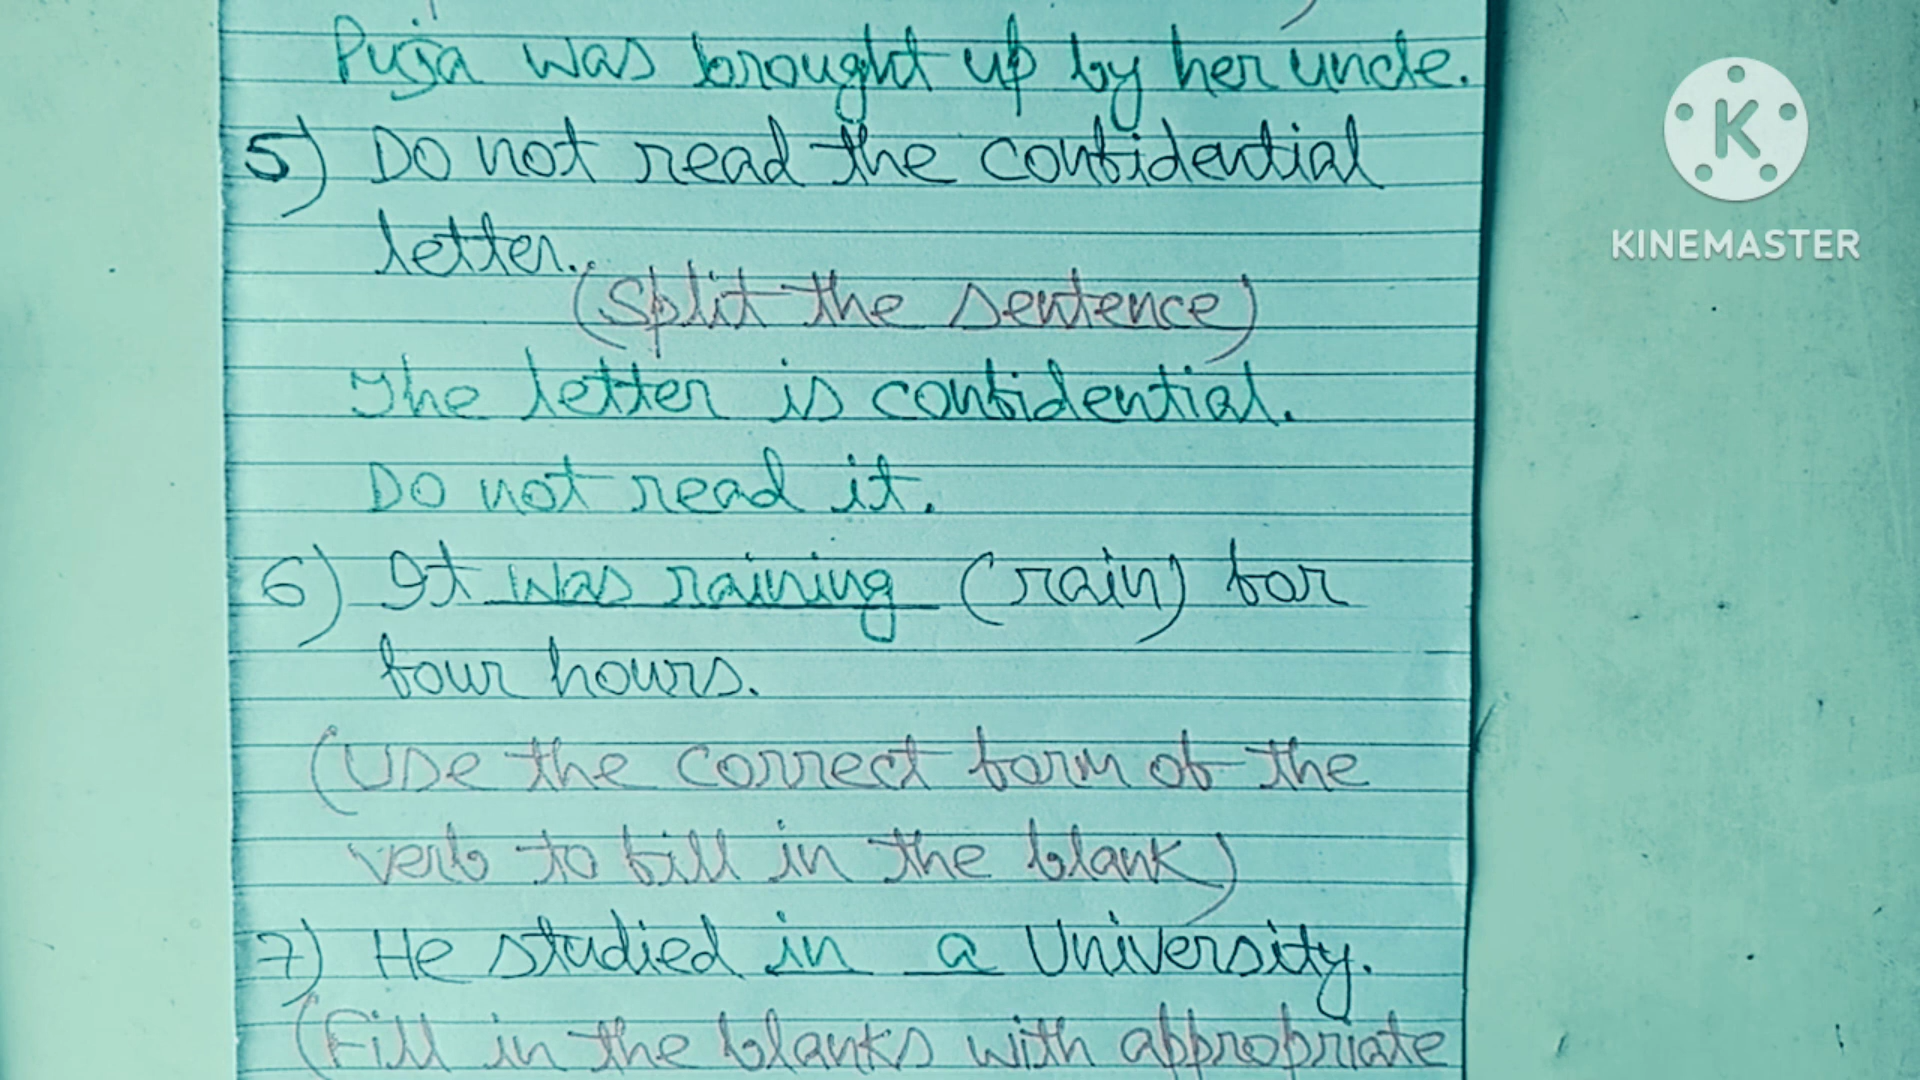 Puja was brought up by her uncle.
5) Do not read the confidential
letter.
(Split the sentence)
The letter is confidential.
Do not read it.
6) It was raining (rain) for
four hours.
(Use the correct form of the
verb to fill in the blank)
7) He studied in a University.
(Fill in the blanks with appropriate
K
KINEMASTER